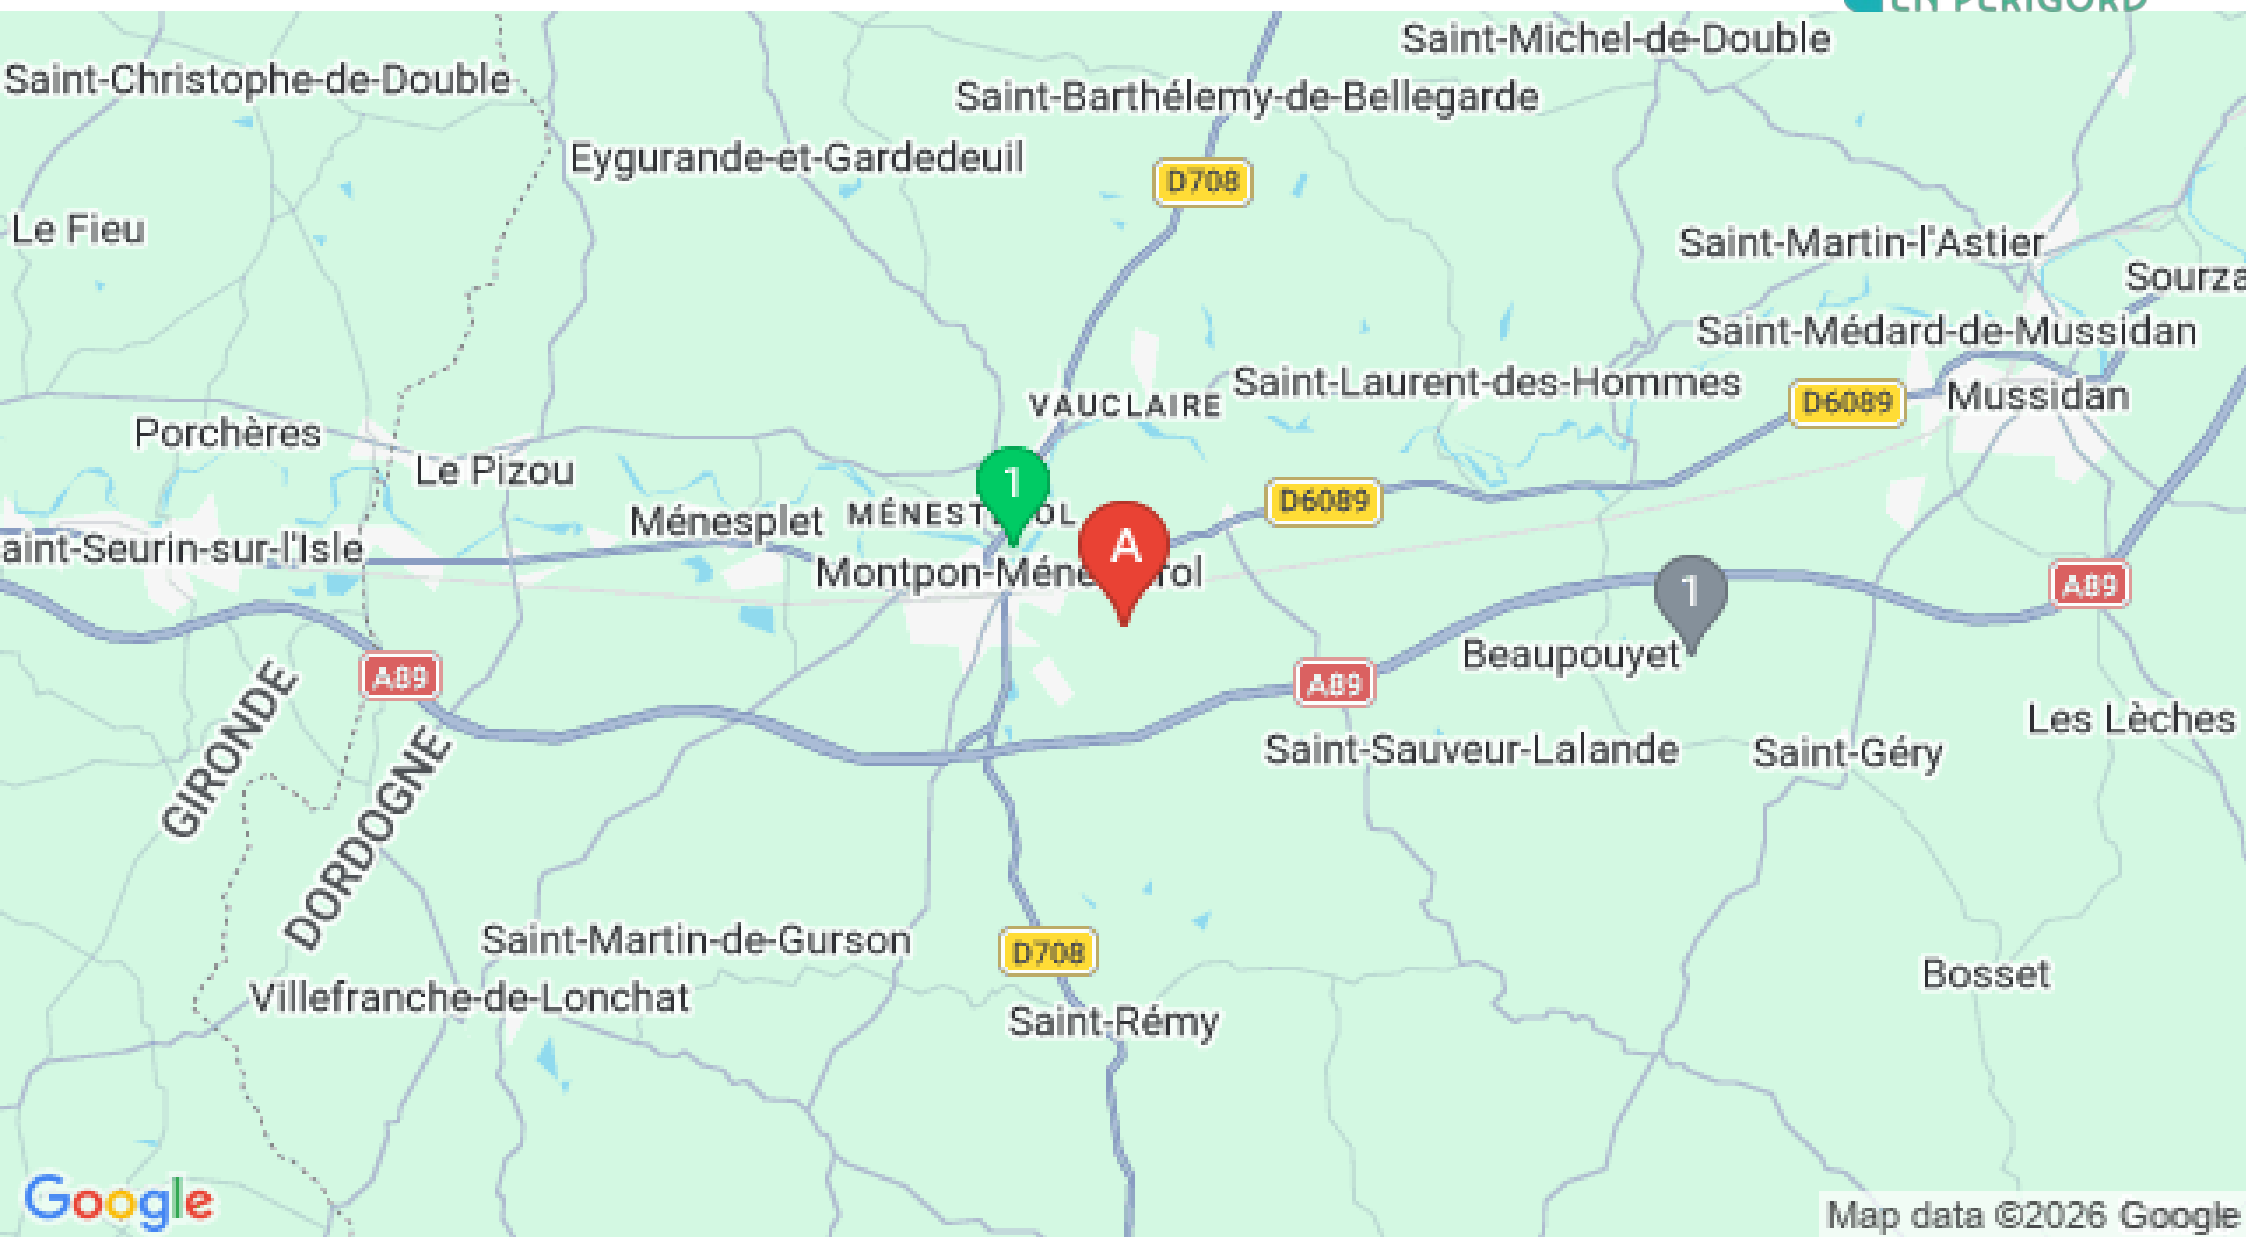 EN PÉRIGORD
Saint-Michel-de-Double
Saint-Christophe-de-Double
Saint-Barthélemy-de-Bellegarde
Eygurande-et-Gardedeuil
D708
Le Fieu
Saint-Martin-l'Astier
Saint-Médard-de-Mussidan
Saint-Laurent-des-Hommes
VAUCLAIRE
D6089
Mussidan
Porchères
Le Pizou
1
D6089
Ménesplet
A
aint-Seurin-sur-l'Isle
A89
1
Beaupouyet
A89
A89
GIRONDE
DORDOGNE
Les Lèches
Saint-Sauveur-Lalande
Saint-Géry
Saint-Martin-de-Gurson
D708
Bosset
Villefranche-de-Lonchat
Saint-Rémy
Google
Map data ©2026 Google